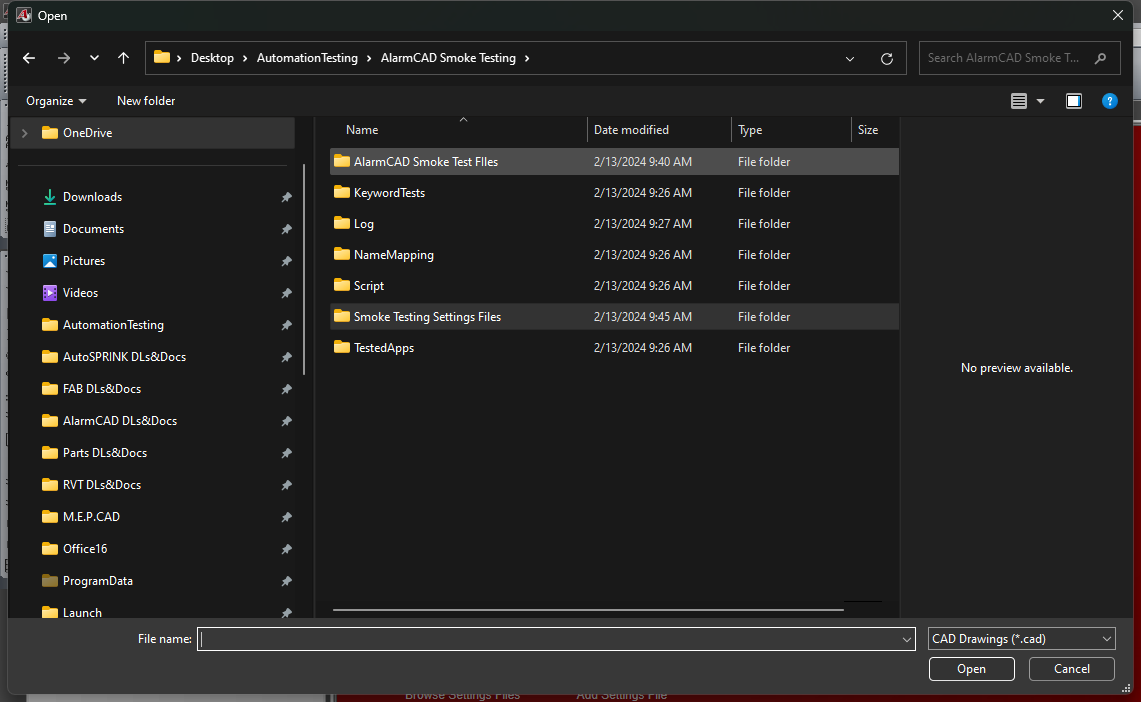 Open
Desktop > AutomationTesting > AlarmCAD Smoke Testing >
Search AlarmCAD Smoke T...
Organize
New folder
?
OneDrive
Downloads
Documents
Pictures
Videos
AutomationTesting
AutoSPRINK DLs&Docs
FAB DLs&Docs
AlarmCAD DLs&Docs
Parts DLs&Docs
RVT DLs&Docs
M.E.P.CAD
Office16
ProgramData
Launch
Name Date modified Type Size
AlarmCAD Smoke Test FIles 2/13/2024 9:40 AM File folder
KeywordTests 2/13/2024 9:26 AM File folder
Log 2/13/2024 9:27 AM File folder
NameMapping 2/13/2024 9:26 AM File folder
Script 2/13/2024 9:26 AM File folder
Smoke Testing Settings Files 2/13/2024 9:45 AM File folder
TestedApps 2/13/2024 9:26 AM File folder
No preview available.
File name:
CAD Drawings (*.cad)
Open
Cancel
Browse Settings Files
Add Settings File